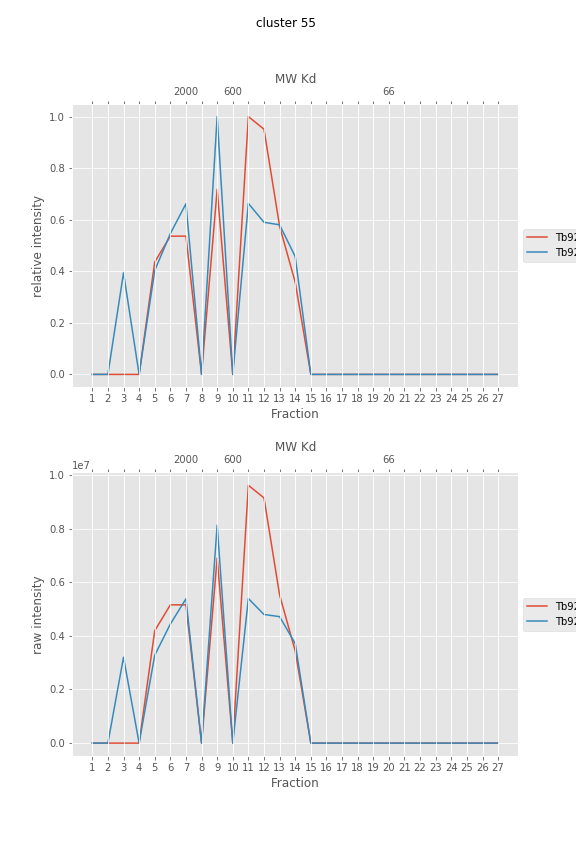 cluster 55
MW Kd
2000 600 66
1.0
0.8
0.6
0.4
0.2
0.0
relative intensity
Tb92
Tb92
1 2 3 4 5 6 7 8 9 10 11 12 13 14 15 16 17 18 19 20 21 22 23 24 25 26 27
Fraction
MW Kd
1e7 2000 600 66
1.0
0.8
0.6
0.4
0.2
0.0
raw intensity
Tb92
Tb92
1 2 3 4 5 6 7 8 9 10 11 12 13 14 15 16 17 18 19 20 21 22 23 24 25 26 27
Fraction